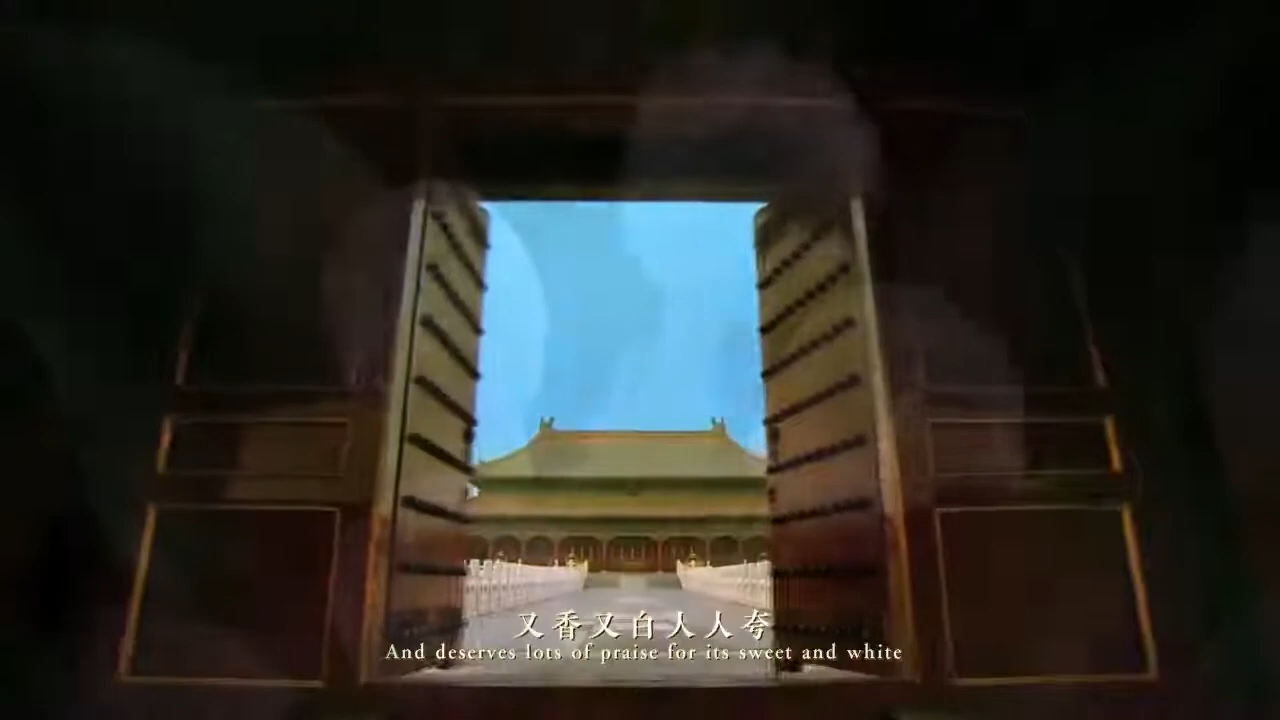 又香又白人人夸
And deserves lots of praise for its sweet and white